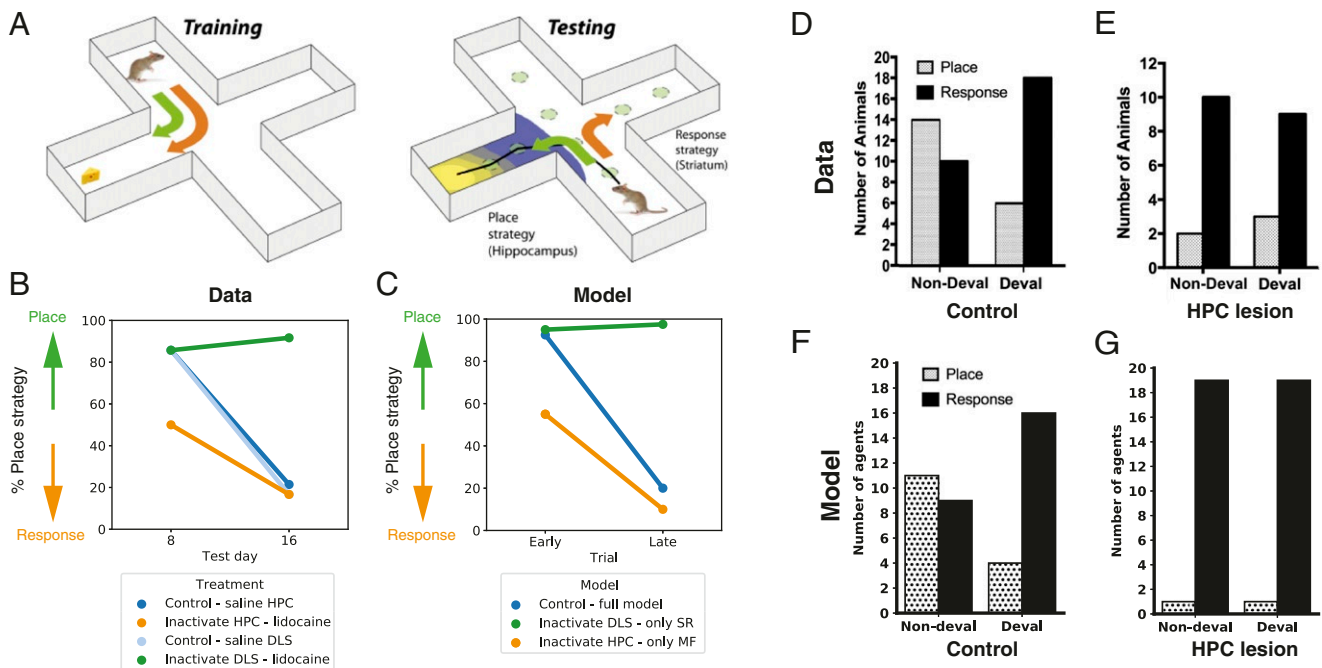 A
Training
Testing
Response
strategy
(Striatum)
Place
strategy
(Hippocampus)
B
Data
Place
% Place strategy
Response
100
80
60
40
20
0
8
16
Test day
Treatment
Control - saline HPC
Inactivate HPC - lidocaine
Control - saline DLS
Inactivate DLS - lidocaine
C
Model
Place
% Place strategy
Response
100
80
60
40
20
0
Early
Late
Trial
Model
Control - full model
Inactivate DLS - only SR
Inactivate HPC - only MF
Data
D
Number of Animals
20
18
16
14
12
10
8
6
4
2
0
Place
Response
Non-Deval
Deval
Control
E
Number of Animals
12
10
8
6
4
2
0
Non-Deval
Deval
HPC lesion
Model
F
Number of agents
20
18
16
14
12
10
8
6
4
2
0
Place
Response
Non-deval
Deval
Control
G
Number of agents
20
18
16
14
12
10
8
6
4
2
0
Non-deval
Deval
HPC lesion